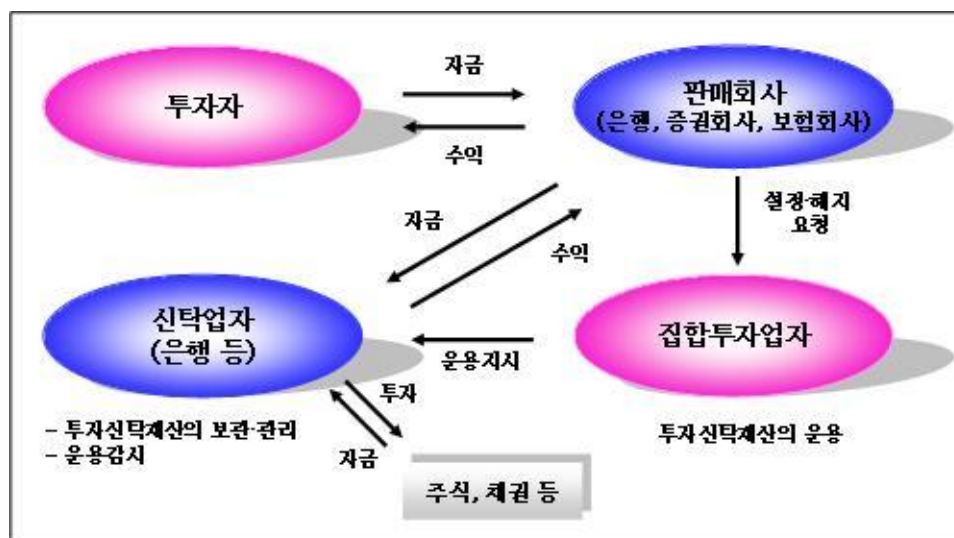 자금
투자자
판매회사
(은행, 증권회사, 보험회사)
수익
설정·해지
요청
자금
수익
신탁업자
(은행 등)
집합투자업자
운용지시
투자
- 투자신탁재산의 보관·관리
- 운용감시
자금
투자신탁재산의 운용
주식, 채권 등